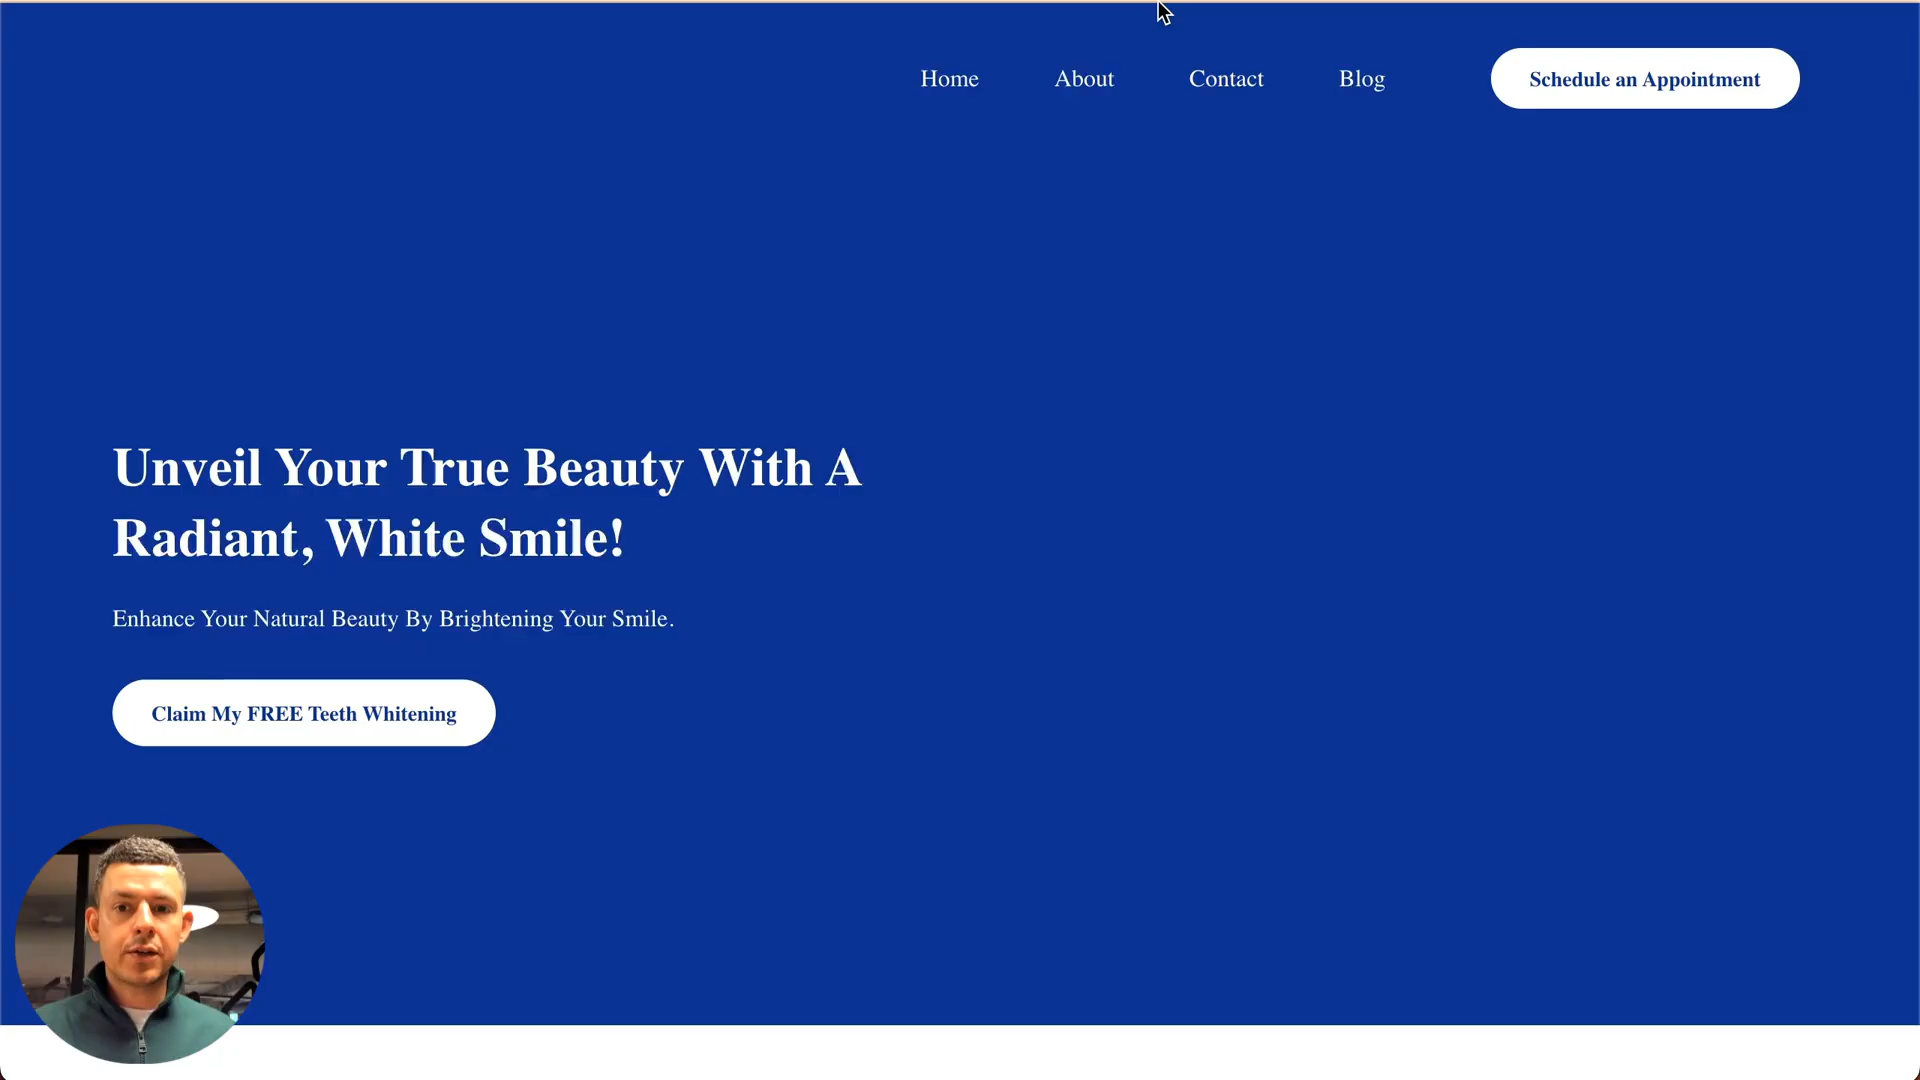 Home About Contact Blog Schedule an Appointment
Unveil Your True Beauty With A
Radiant, White Smile!
Enhance Your Natural Beauty By Brightening Your Smile.
Claim My FREE Teeth Whitening